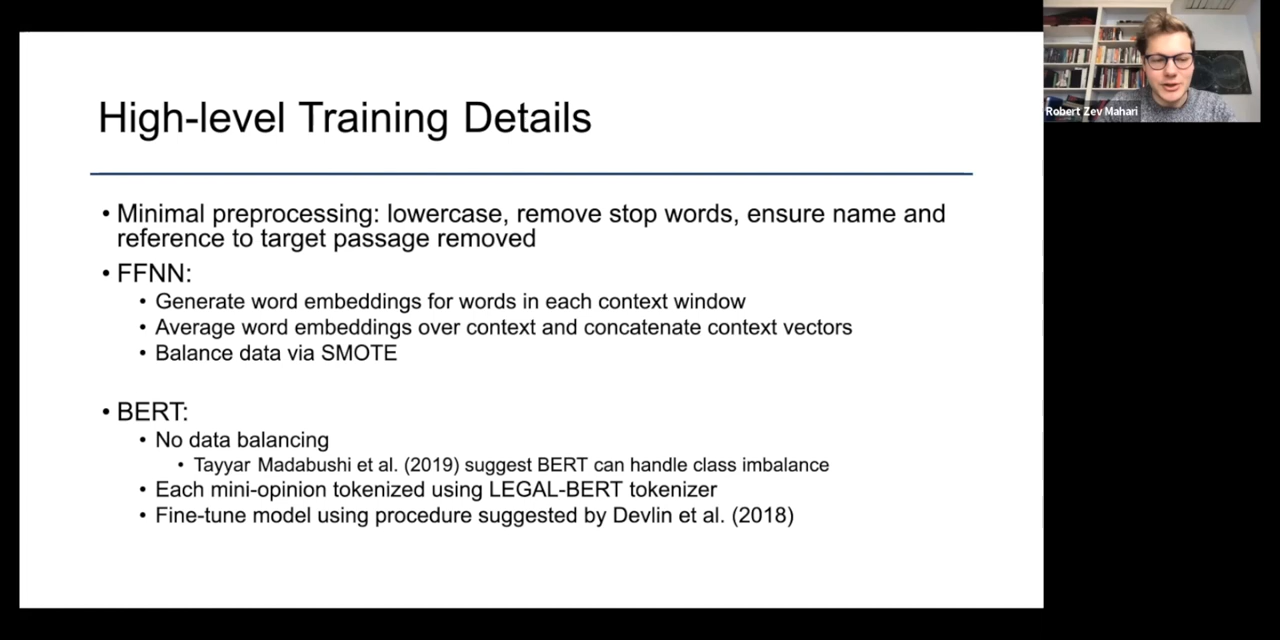 High-level Training Details
• Minimal preprocessing: lowercase, remove stop words, ensure name and
reference to target passage removed
• FFNN:
• Generate word embeddings for words in each context window
• Average word embeddings over context and concatenate context vectors
• Balance data via SMOTE
• BERT:
• No data balancing
• Tayyar Madabushi et al. (2019) suggest BERT can handle class imbalance
• Each mini-opinion tokenized using LEGAL-BERT tokenizer
• Fine-tune model using procedure suggested by Devlin et al. (2018)
Robert Zev Mahari